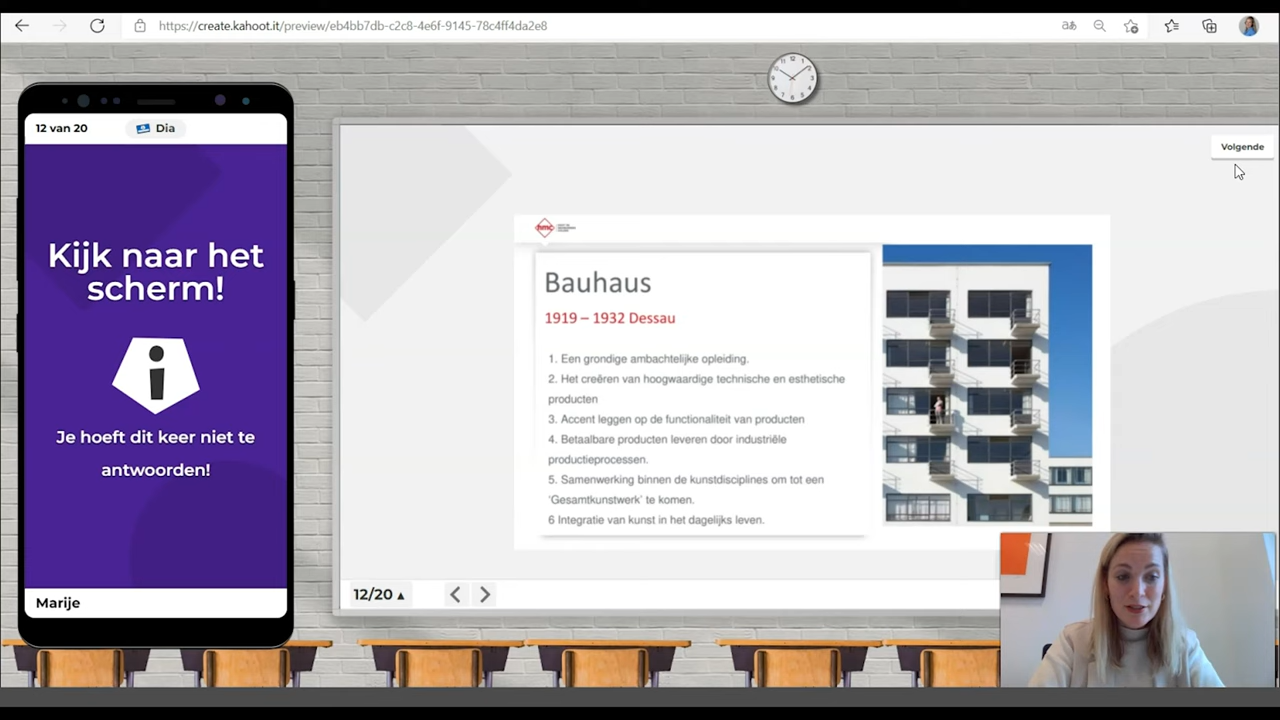 https://create.kahoot.it/preview/eb4bb7db-c2c8-4e6f-9145-78c4ff4da2e8
12 van 20
Dia
Kijk naar het
scherm!
Je hoeft dit keer niet te
antwoorden!
Marije
Volgende
hmc
Bauhaus
1919 – 1932 Dessau
1. Een grondige ambachtelijke opleiding.
2. Het creëren van hoogwaardige technische en esthetische
producten
3. Accent leggen op de functionaliteit van producten
4. Betaalbare producten leveren door industriële
productieprocessen.
5. Samenwerking binnen de kunstdisciplines om tot een
‘Gesamtkunstwerk’ te komen.
6 Integratie van kunst in het dagelijks leven.
12/20